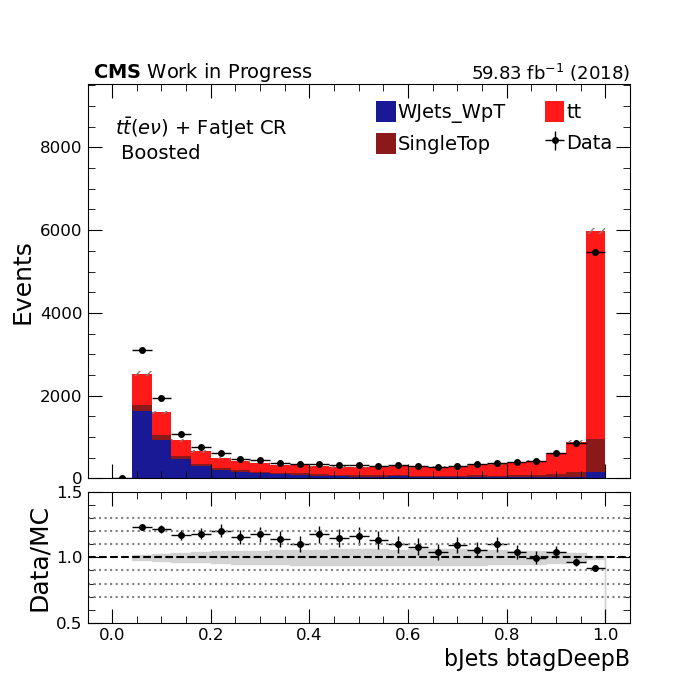 CMS Work in Progress 59.83 fb⁻¹ (2018)
tt̄(eν) + FatJet CR
Boosted
WJets_WpT tt
SingleTop Data
Events
8000
6000
4000
2000
0
Data/MC
1.5
1.0
0.5
0.0 0.2 0.4 0.6 0.8 1.0
bJets btagDeepB